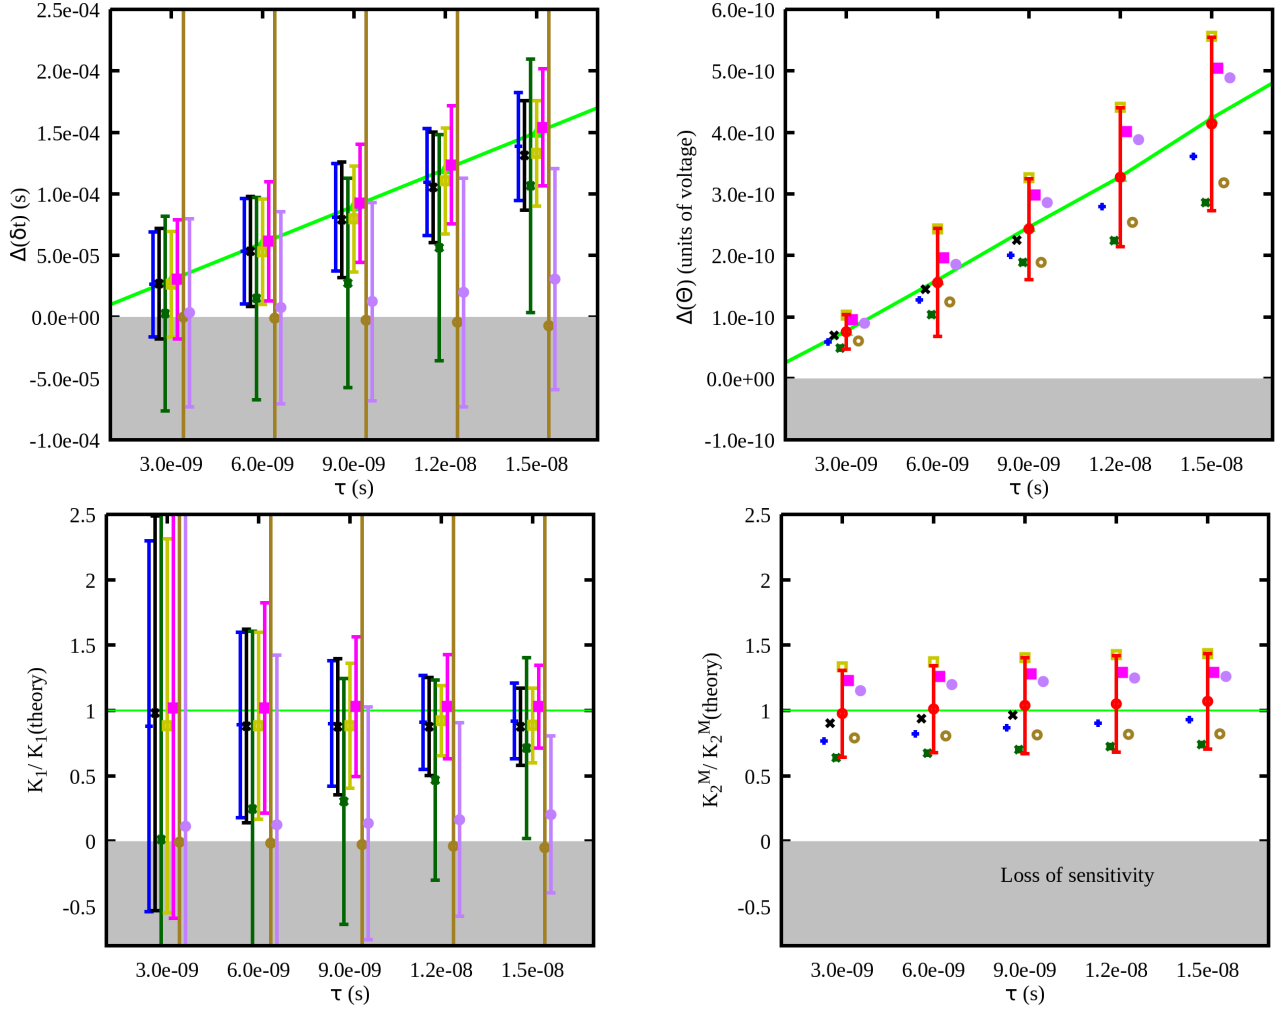 2.5e-04
2.0e-04
1.5e-04
1.0e-04
5.0e-05
0.0e+00
-5.0e-05
-1.0e-04
Δ(δt) (s)
3.0e-09 6.0e-09 9.0e-09 1.2e-08 1.5e-08
τ (s)
6.0e-10
5.0e-10
4.0e-10
3.0e-10
2.0e-10
1.0e-10
0.0e+00
-1.0e-10
Δ(Θ) (units of voltage)
3.0e-09 6.0e-09 9.0e-09 1.2e-08 1.5e-08
τ (s)
2.5
2
1.5
1
0.5
0
-0.5
K1/ K1(theory)
3.0e-09 6.0e-09 9.0e-09 1.2e-08 1.5e-08
τ (s)
2.5
2
1.5
1
0.5
0
-0.5
K2M/ K2M(theory)
Loss of sensitivity
3.0e-09 6.0e-09 9.0e-09 1.2e-08 1.5e-08
τ (s)